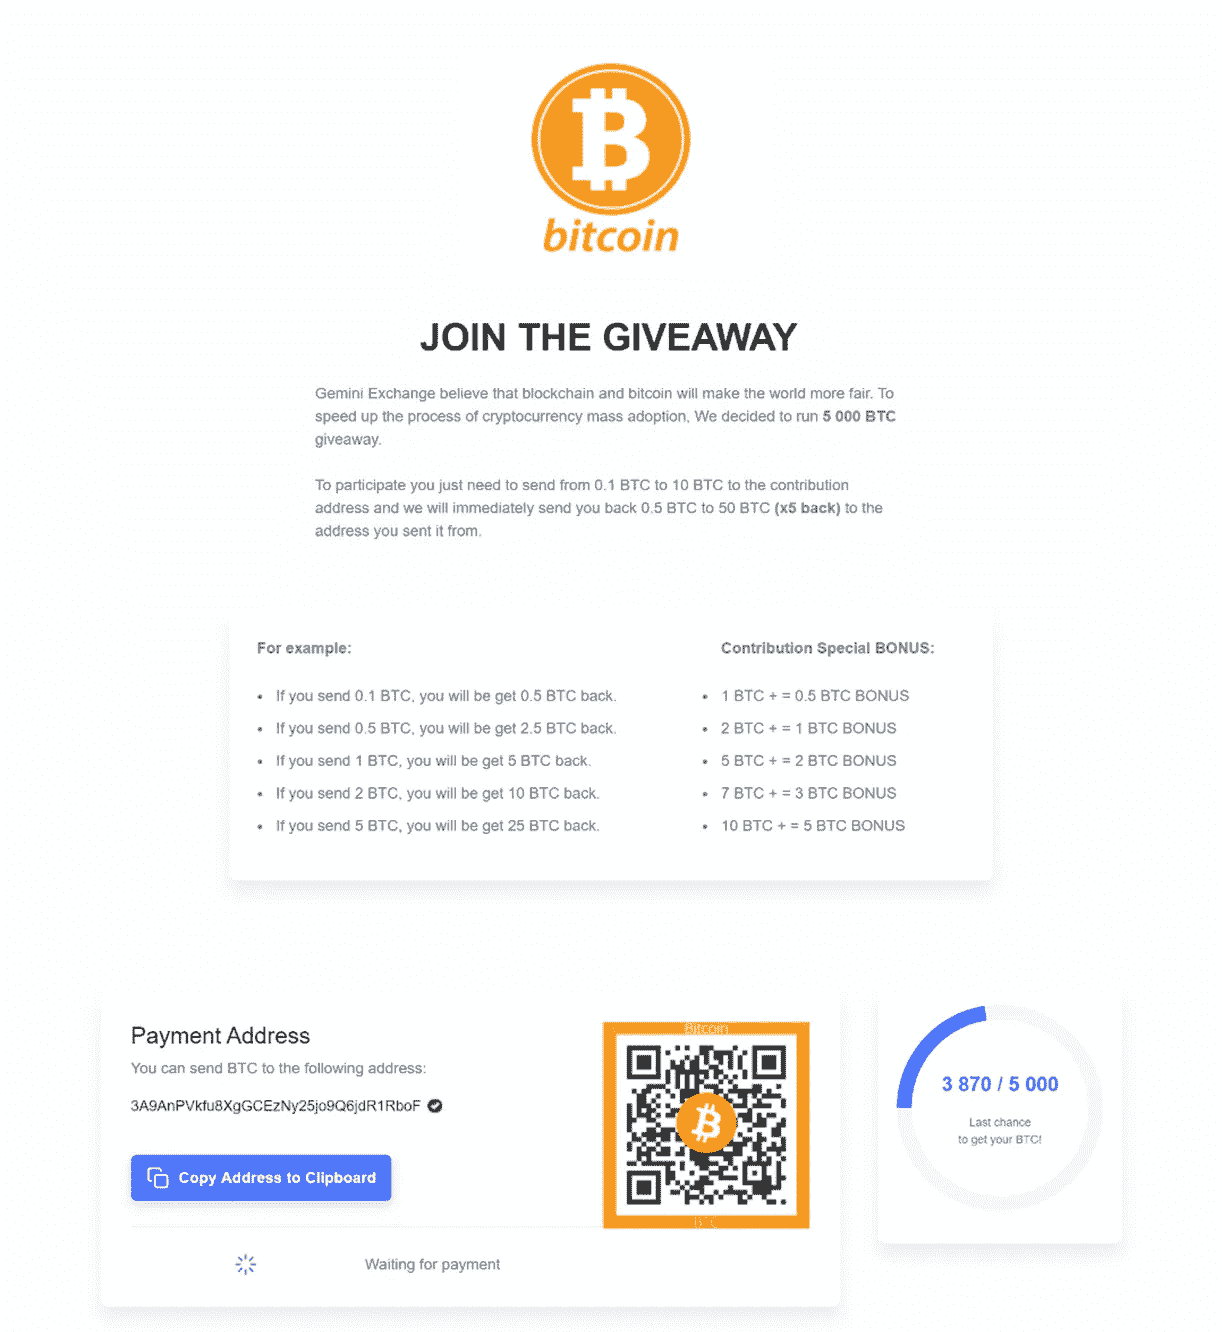 bitcoin
JOIN THE GIVEAWAY
Gemini Exchange believe that blockchain and bitcoin will make the world more fair. To
speed up the process of cryptocurrency mass adoption, We decided to run 5 000 BTC
giveaway.
To participate you just need to send from 0.1 BTC to 10 BTC to the contribution
address and we will immediately send you back 0.5 BTC to 50 BTC (x5 back) to the
address you sent it from.
For example:
• If you send 0.1 BTC, you will be get 0.5 BTC back.
• If you send 0.5 BTC, you will be get 2.5 BTC back.
• If you send 1 BTC, you will be get 5 BTC back.
• If you send 2 BTC, you will be get 10 BTC back.
• If you send 5 BTC, you will be get 25 BTC back.
Contribution Special BONUS:
• 1 BTC + = 0.5 BTC BONUS
• 2 BTC + = 1 BTC BONUS
• 5 BTC + = 2 BTC BONUS
• 7 BTC + = 3 BTC BONUS
• 10 BTC + = 5 BTC BONUS
Payment Address
You can send BTC to the following address:
3A9AnPVkfu8XgGCEzNy25jo9Q6jdR1RboF
Copy Address to Clipboard
Waiting for payment
Bitcoin
BTC
3 870 / 5 000
Last chance
to get your BTC!